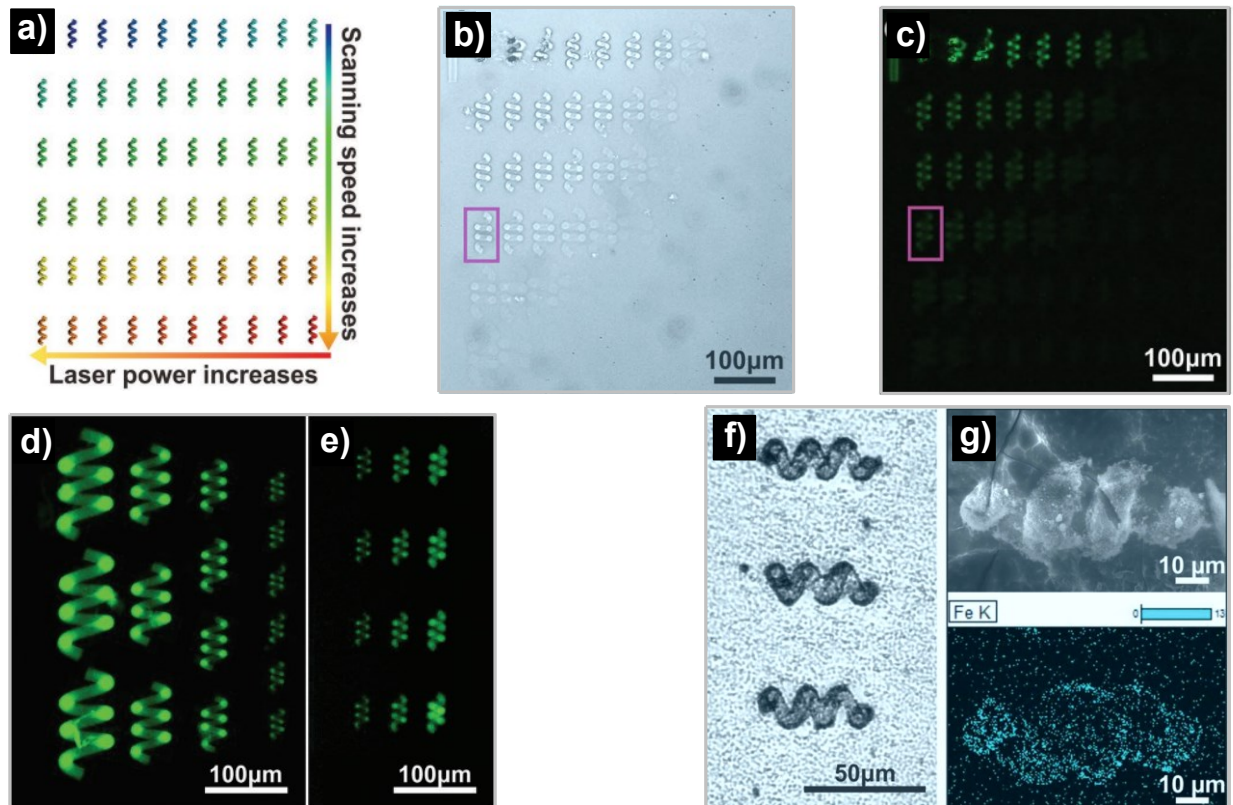 a)
Scanning speed increases
Laser power increases
b)
100μm
c)
100μm
d)
100μm
e)
100μm
f)
50μm
g)
10 μm
Fe K
0
13
10 μm